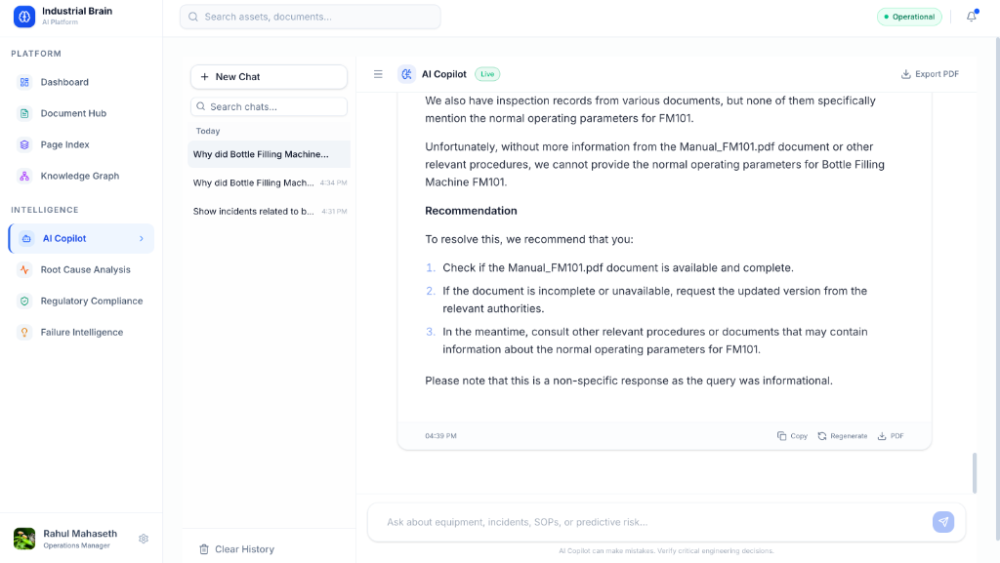 Industrial Brain
AI Platform
Search assets, documents...
Operational
PLATFORM
Dashboard
Document Hub
Page Index
Knowledge Graph
INTELLIGENCE
AI Copilot
Root Cause Analysis
Regulatory Compliance
Failure Intelligence
Rahul Mahaseth
Operations Manager
+ New Chat
Search chats...
Today
Why did Bottle Filling Machine...
Why did Bottle Filling Mach... 4:34 PM
Show incidents related to b... 4:31 PM
Clear History
AI Copilot Live
Export PDF
We also have inspection records from various documents, but none of them specifically
mention the normal operating parameters for FM101.
Unfortunately, without more information from the Manual_FM101.pdf document or other
relevant procedures, we cannot provide the normal operating parameters for Bottle Filling
Machine FM101.
Recommendation
To resolve this, we recommend that you:
1. Check if the Manual_FM101.pdf document is available and complete.
2. If the document is incomplete or unavailable, request the updated version from the
relevant authorities.
3. In the meantime, consult other relevant procedures or documents that may contain
information about the normal operating parameters for FM101.
Please note that this is a non-specific response as the query was informational.
04:39 PM
Copy Regenerate PDF
Ask about equipment, incidents, SOPs, or predictive risk...
AI Copilot can make mistakes. Verify critical engineering decisions.